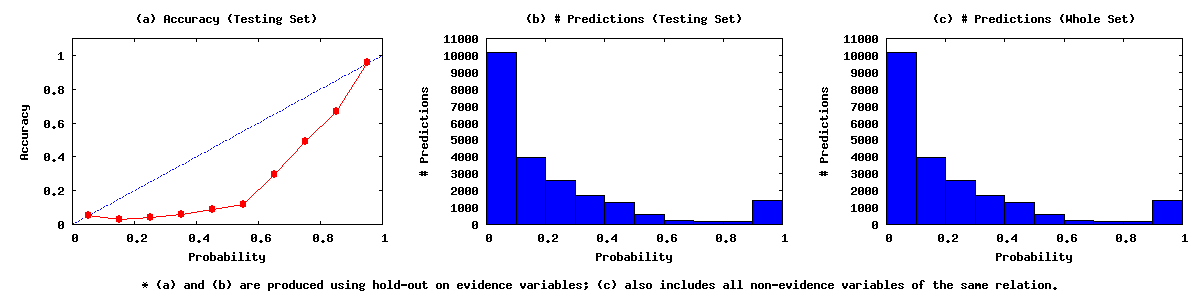 (a) Accuracy (Testing Set)
(b) # Predictions (Testing Set)
(c) # Predictions (Whole Set)
Accuracy
1
0.8
0.6
0.4
0.2
0
0 0.2 0.4 0.6 0.8 1
Probability
# Predictions
11000
10000
9000
8000
7000
6000
5000
4000
3000
2000
1000
0
0 0.2 0.4 0.6 0.8 1
Probability
# Predictions
11000
10000
9000
8000
7000
6000
5000
4000
3000
2000
1000
0
0 0.2 0.4 0.6 0.8 1
Probability
* (a) and (b) are produced using hold-out on evidence variables; (c) also includes all non-evidence variables of the same relation.